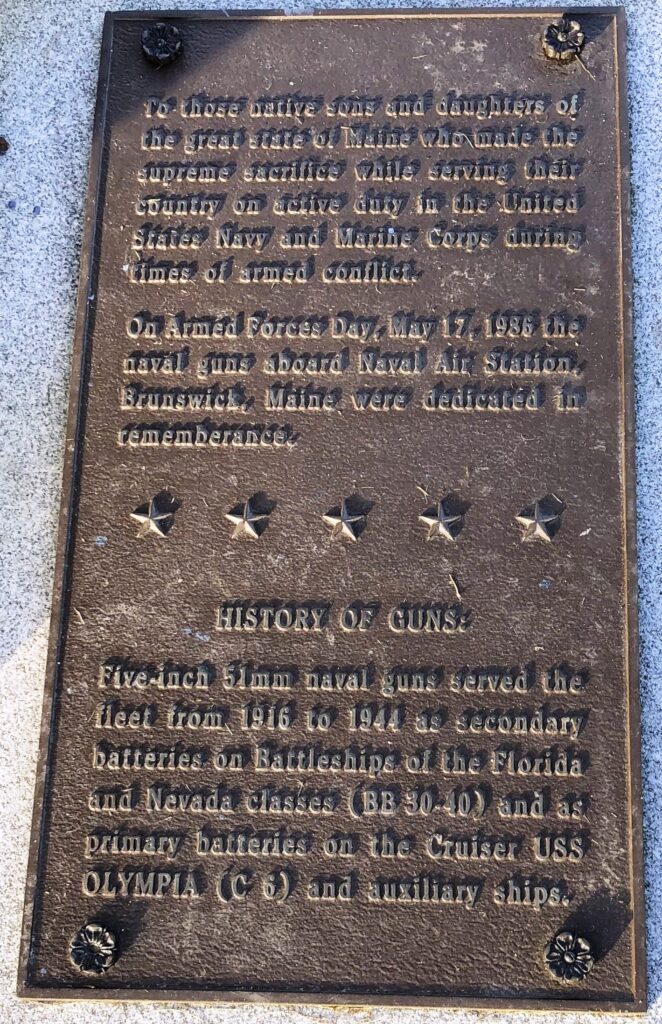 To those native sons and daughters of
the great state of Maine who made the
supreme sacrifice while serving their
country on active duty in the United
States Navy and Marine Corps during
times of armed conflict.
On Armed Forces Day, May 17, 1986 the
naval guns aboard Naval Air Station,
Brunswick, Maine were dedicated in
rememberance.
HISTORY OF GUNS:
Five-inch 51mm naval guns served the
fleet from 1916 to 1944 as secondary
batteries on Battleships of the Florida
and Nevada classes (BB 30-40) and as
primary batteries on the Cruiser USS
OLYMPIA (C 6) and auxiliary ships.